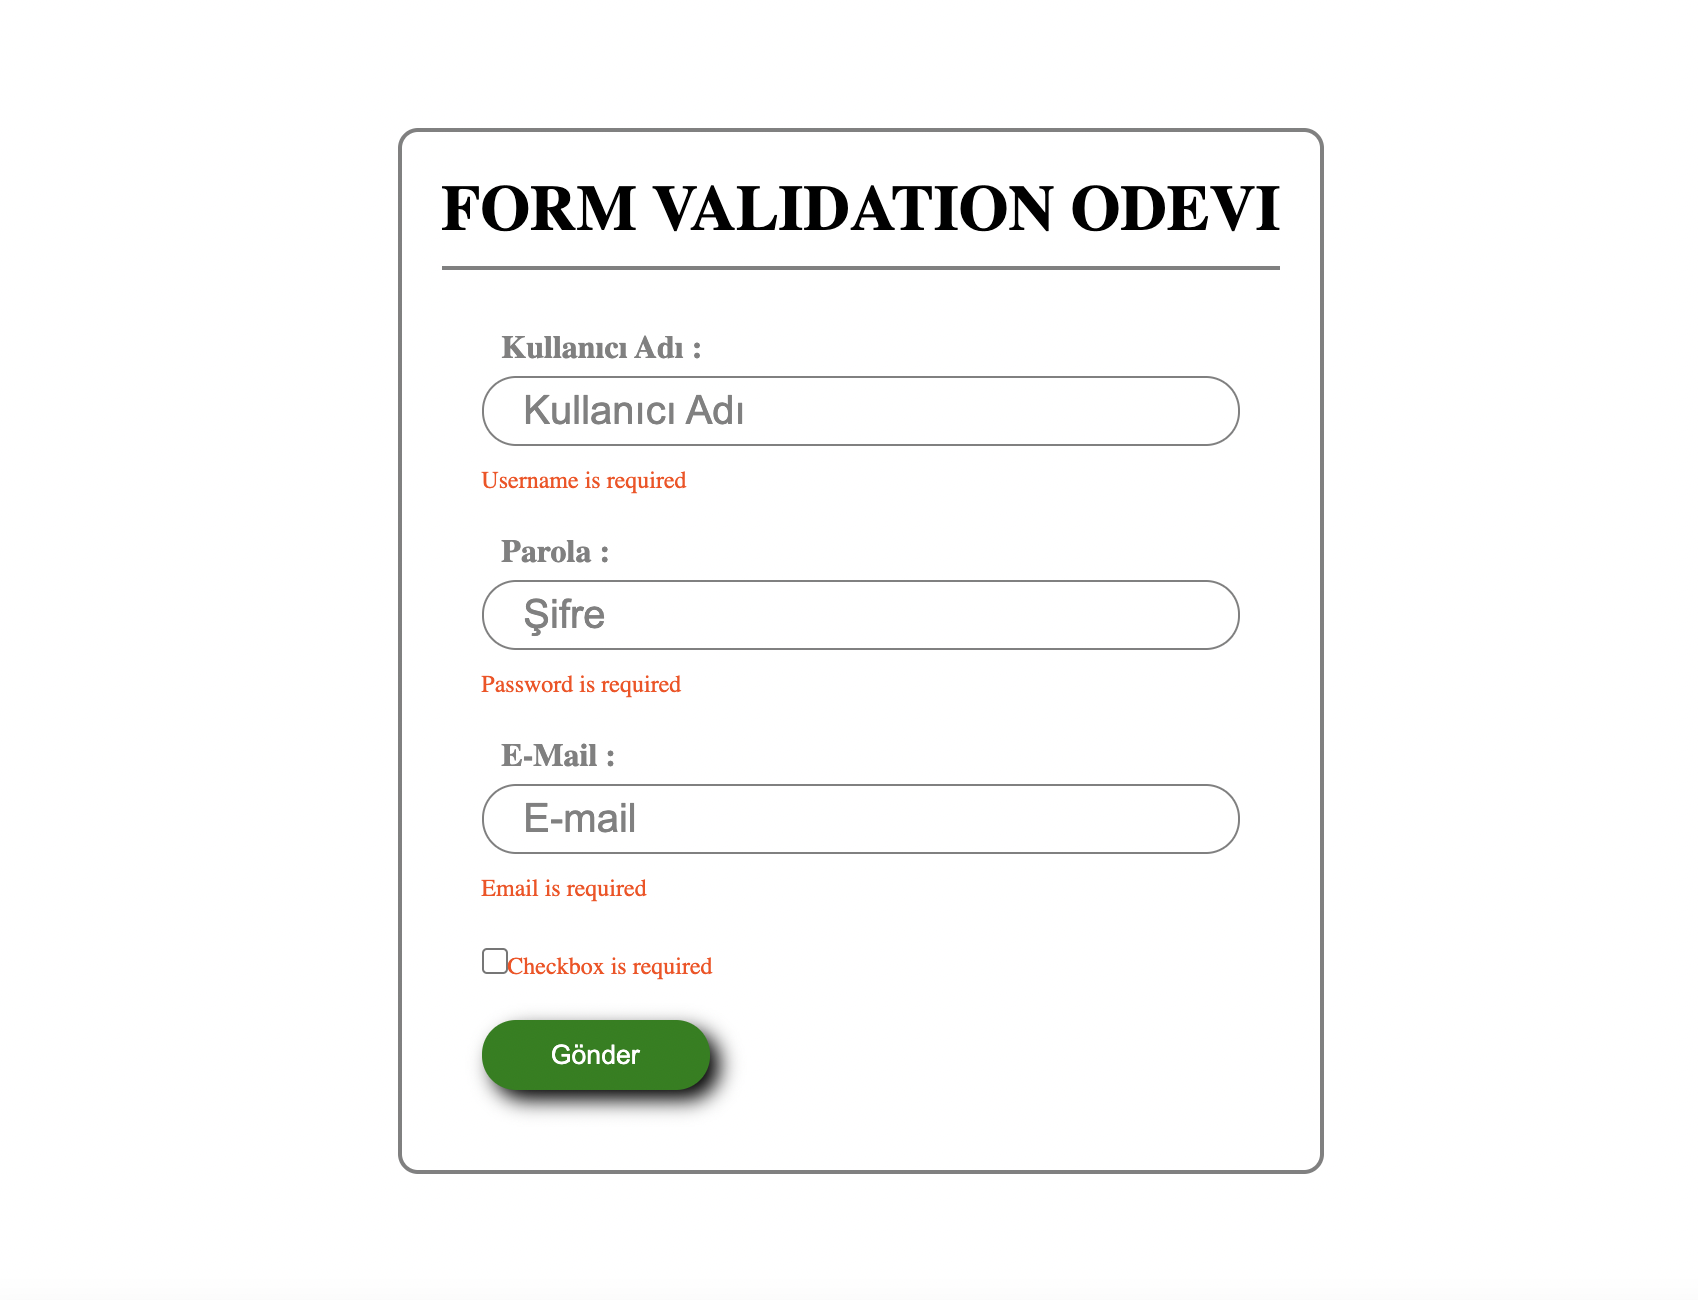 FORM VALIDATION ODEVI
Kullanıcı Adı :
Kullanıcı Adı
Username is required
Parola :
Şifre
Password is required
E-Mail :
E-mail
Email is required
Checkbox is required
Gönder